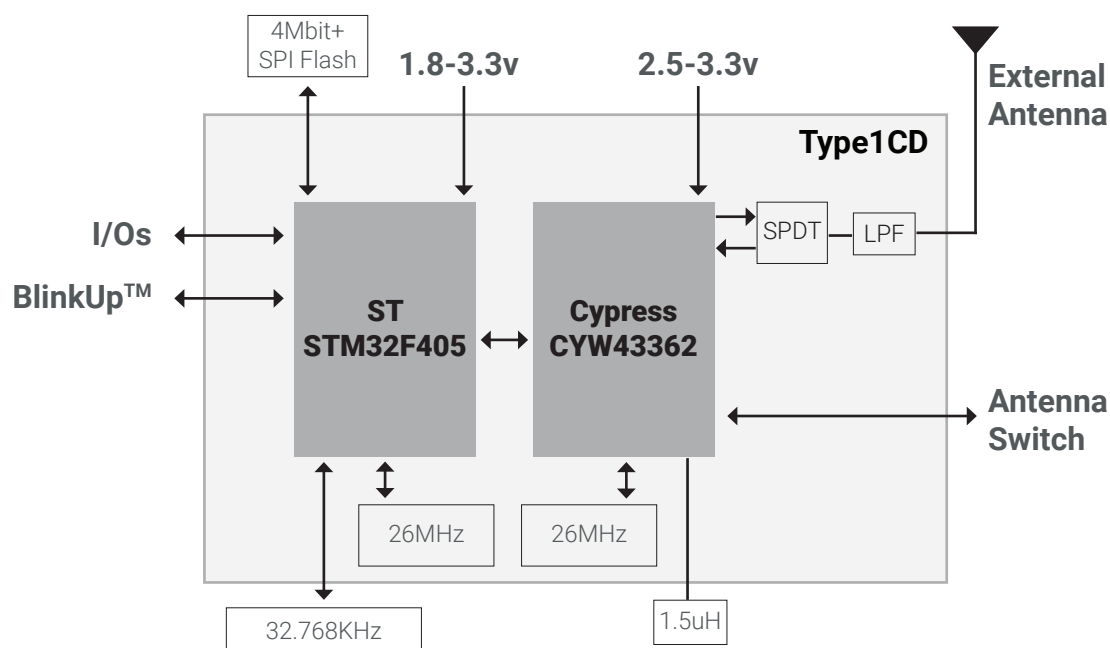 4Mbit+
SPI Flash
1.8-3.3v
2.5-3.3v
External
Antenna
Type1CD
I/Os
SPDT
LPF
BlinkUp™
ST
STM32F405
Cypress
CYW43362
Antenna
Switch
26MHz
26MHz
32.768KHz
1.5uH